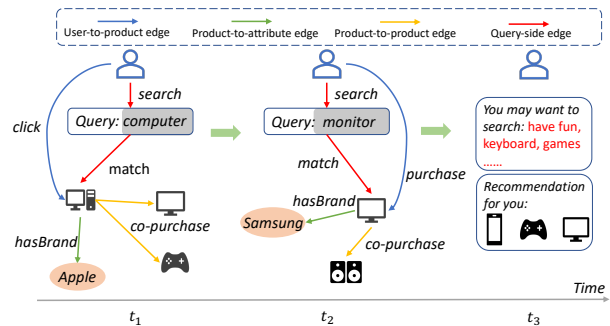 User-to-product edge Product-to-attribute edge Product-to-product edge Query-side edge
search
click
Query: computer
match
hasBrand
co-purchase
Apple
search
Query: monitor
match
purchase
hasBrand
Samsung
co-purchase
You may want to
search: have fun,
keyboard, games
......
Recommendation
for you:
Time
t1 t2 t3